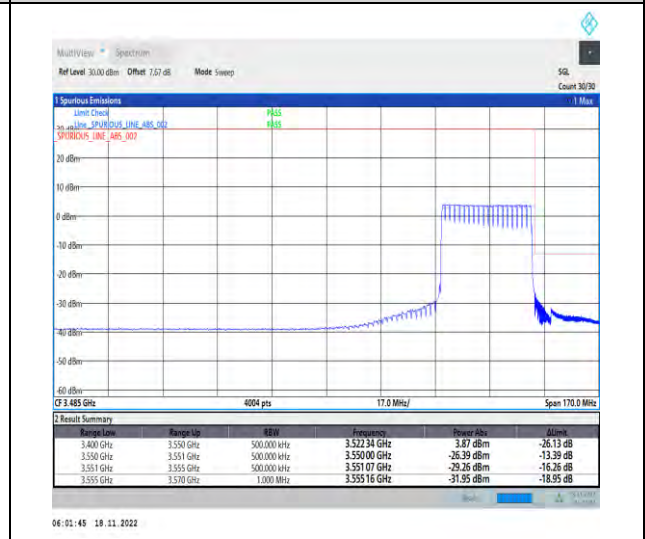 MultiView Spectrum
Ref Level 30.00 dBm Offset 7.67 dB Mode Sweep SGL
Count 30/30
1 Spurious Emissions 1 Max
Limit Check PASS
Line _SPURIOUS_LINE_ABS_002 PASS
_SPURIOUS_LINE_ABS_002
20 dBm
10 dBm
0 dBm
-10 dBm
-20 dBm
-30 dBm
-40 dBm
-50 dBm
-60 dBm
CF 3.485 GHz 4004 pts 17.0 MHz/ Span 170.0 MHz
2 Result Summary
Range Low Range Up RBW Frequency Power Abs ΔLimit
3.400 GHz 3.550 GHz 500.000 kHz 3.522 34 GHz 3.87 dBm -26.13 dB
3.550 GHz 3.551 GHz 500.000 kHz 3.550 00 GHz -26.39 dBm -13.39 dB
3.551 GHz 3.555 GHz 500.000 kHz 3.551 07 GHz -29.26 dBm -16.26 dB
3.555 GHz 3.570 GHz 1.000 MHz 3.555 16 GHz -31.95 dBm -18.95 dB
06:01:45 18.11.2022